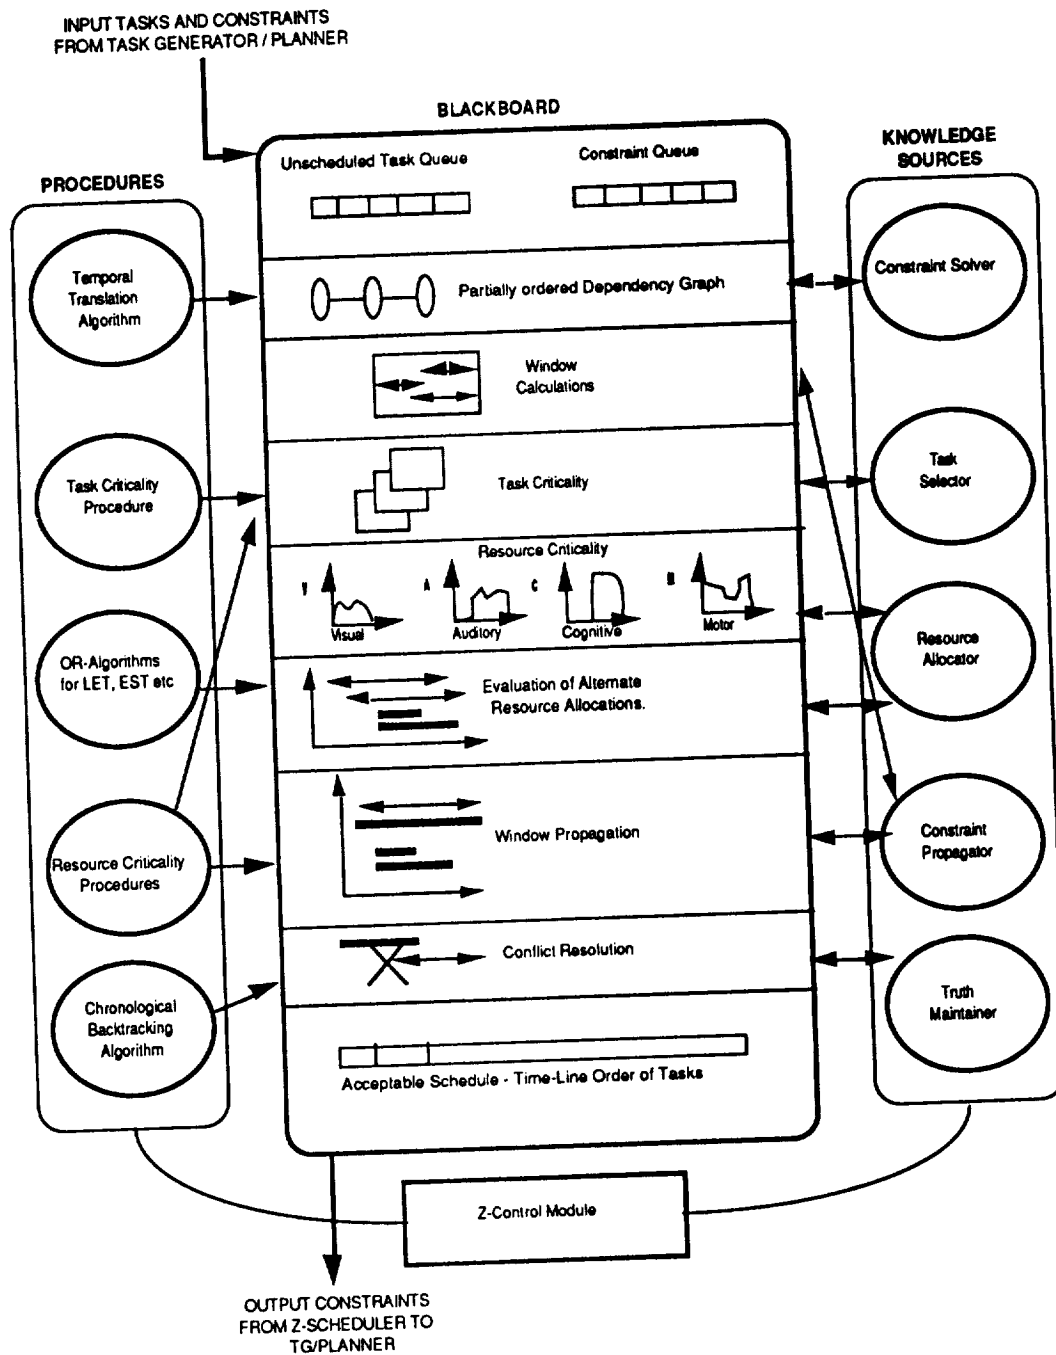 INPUT TASKS AND CONSTRAINTS
FROM TASK GENERATOR / PLANNER
BLACKBOARD
KNOWLEDGE
SOURCES
PROCEDURES
Unscheduled Task Queue
Constraint Queue
Temporal
Translation
Algorithm
Partially ordered Dependency Graph
Constraint Solver
Window
Calculations
Task Criticality
Procedure
Task Criticality
Task
Selector
Resource Criticality
V
A
C
Visual
Auditory
Cognitive
Motor
OR-Algorithms
for LET, EST etc
Evaluation of Alternate
Resource Allocations.
Resource
Allocator
Resource Criticality
Procedures
Window Propagation
Constraint
Propagator
Chronological
Backtracking
Algorithm
Conflict Resolution
Truth
Maintainer
Acceptable Schedule - Time-Line Order of Tasks
Z-Control Module
OUTPUT CONSTRAINTS
FROM Z-SCHEDULER TO
TG/PLANNER